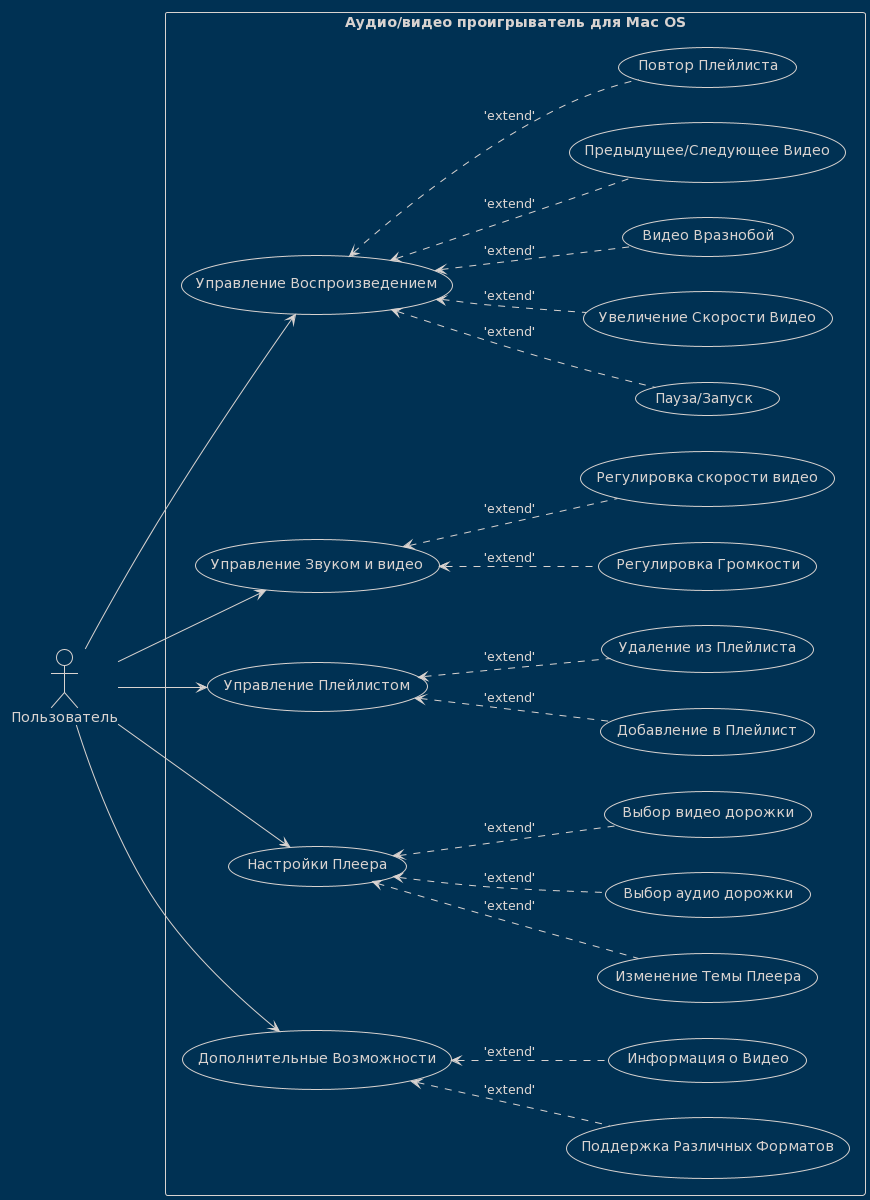 Аудио/видео проигрыватель для Mac OS
Повтор Плейлиста
'extend'
Предыдущее/Следующее Видео
'extend'
Видео Вразнобой
'extend'
Управление Воспроизведением
'extend'
Увеличение Скорости Видео
'extend'
Пауза/Запуск
Регулировка скорости видео
'extend'
Управление Звуком и видео
'extend'
Регулировка Громкости
Удаление из Плейлиста
'extend'
Управление Плейлистом
'extend'
Пользователь
Добавление в Плейлист
Выбор видео дорожки
'extend'
Настройки Плеера
'extend'
Выбор аудио дорожки
'extend'
Изменение Темы Плеера
'extend'
Дополнительные Возможности
Информация о Видео
'extend'
Поддержка Различных Форматов